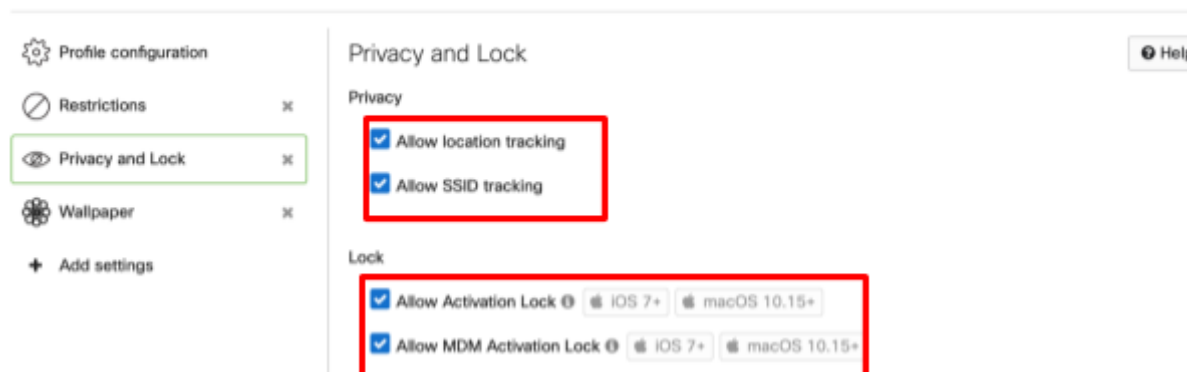 Profile configuration
Restrictions
Privacy and Lock
Wallpaper
Add settings
Privacy and Lock
Help
Privacy
Allow location tracking
Allow SSID tracking
Lock
Allow Activation Lock iOS 7+ macOS 10.15+
Allow MDM Activation Lock iOS 7+ macOS 10.15+